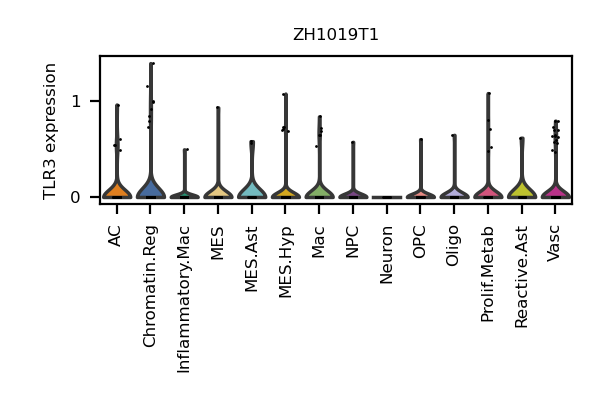 ZH1019T1
TLR3 expression
1
0
AC
Chromatin.Reg
Inflammatory.Mac
MES
MES.Ast
MES.Hyp
Mac
NPC
Neuron
OPC
Oligo
Prolif.Metab
Reactive.Ast
Vasc